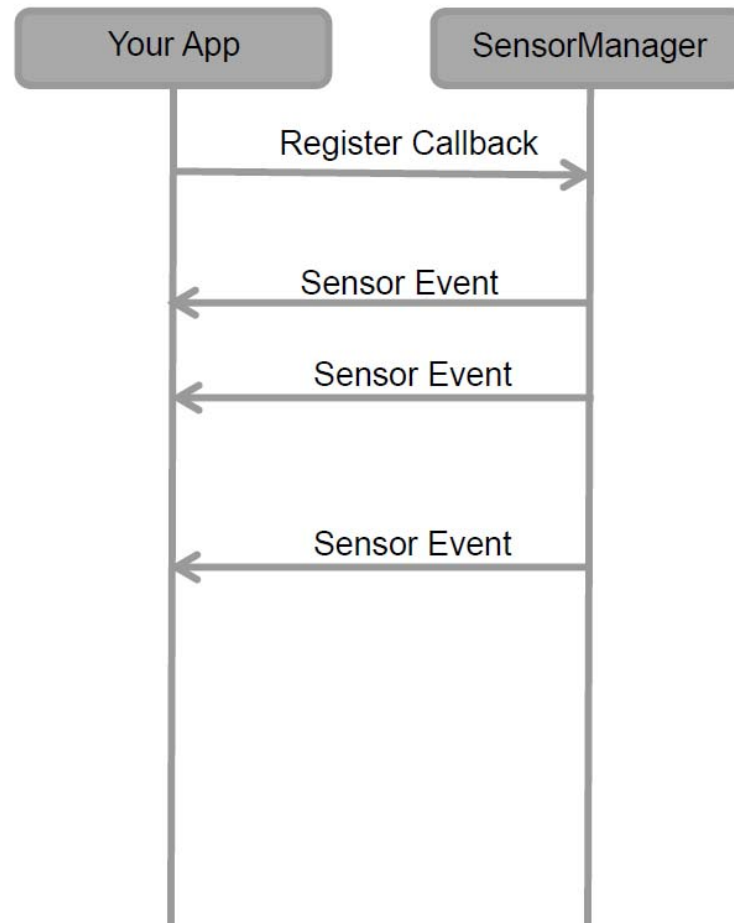 Your App
SensorManager
Register Callback
Sensor Event
Sensor Event
Sensor Event